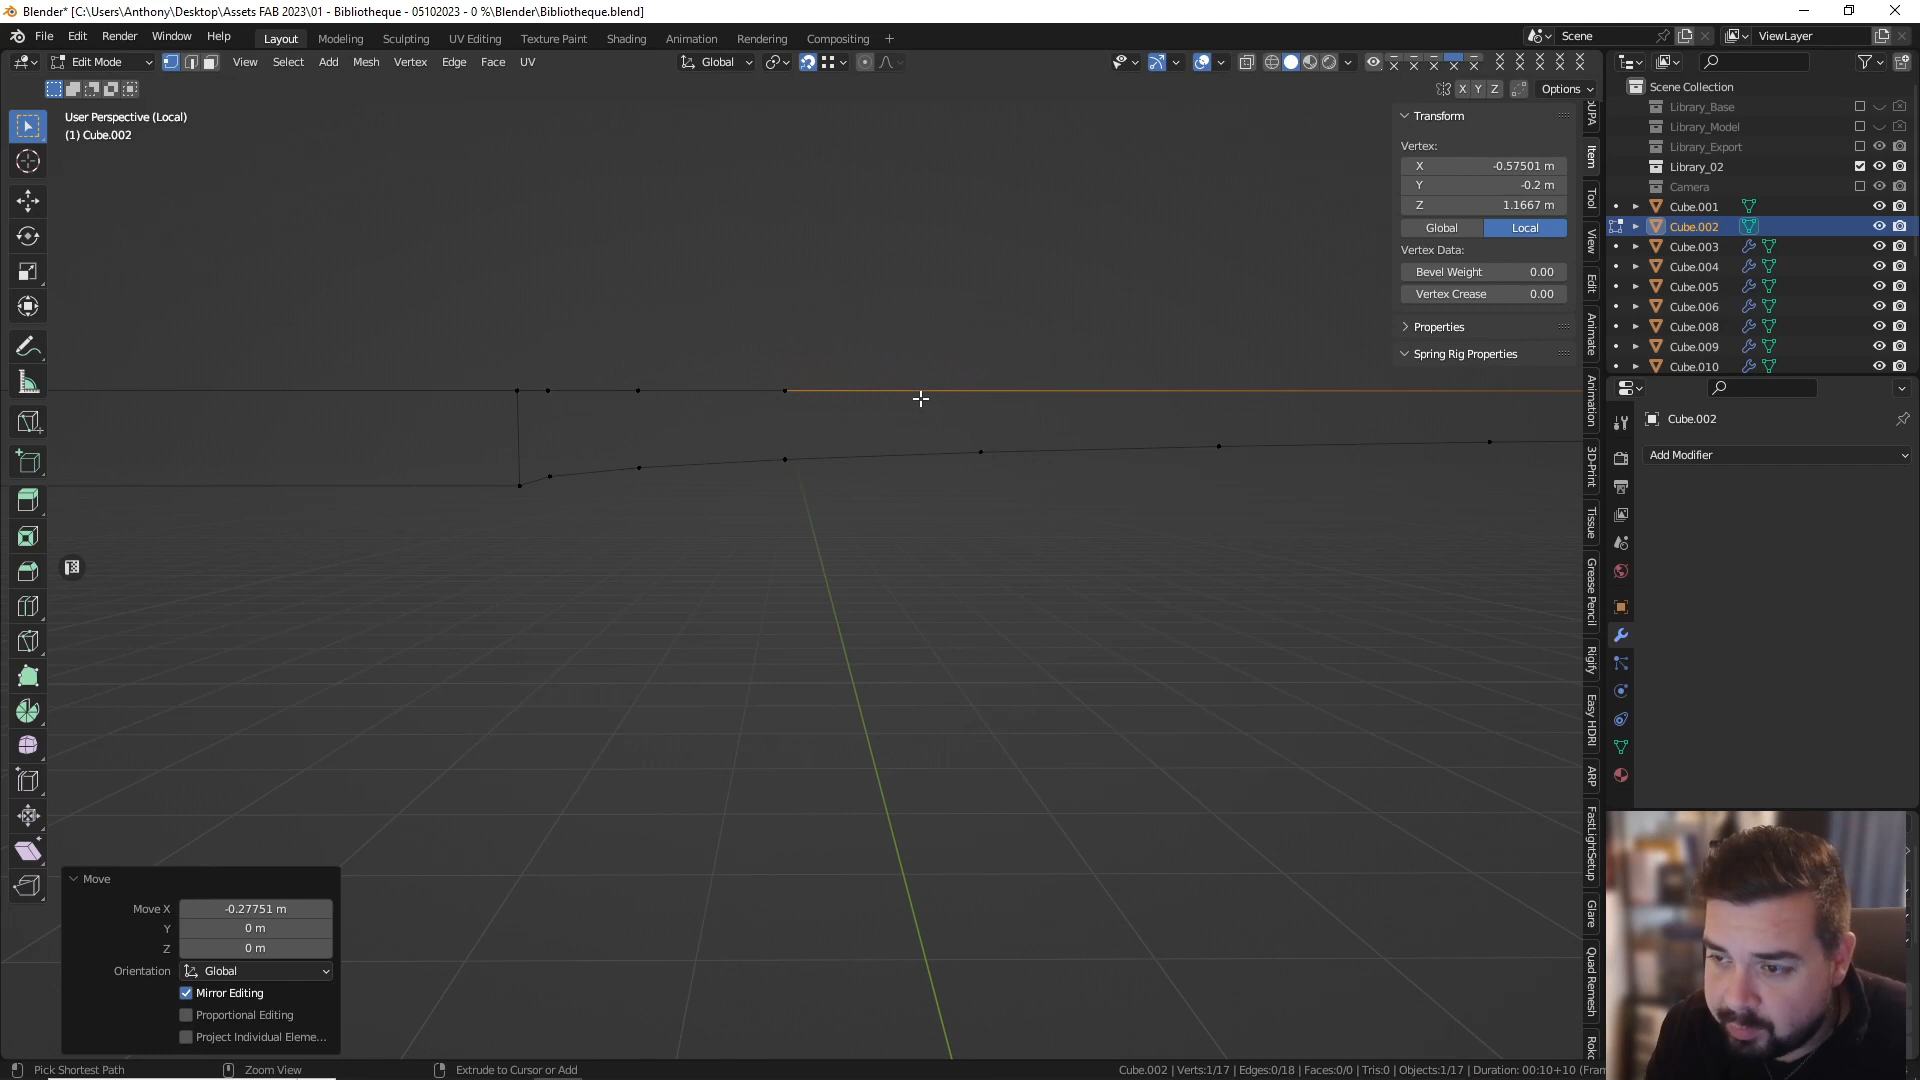 Blender* [C:\Users\Anthony\Desktop\Assets FAB 2023\01 - Bibliotheque - 05102023 - 0 %\Blender\Bibliotheque.blend]
File Edit Render Window Help Layout Modeling Sculpting UV Editing Texture Paint Shading Animation Rendering Compositing + Scene ViewLayer
Edit Mode View Select Add Mesh Vertex Edge Face UV Global
X Y Z Options
User Perspective (Local)
(1) Cube.002
Transform
Vertex:
X -0.57501 m
Y -0.2 m
Z 1.1667 m
Global Local
Vertex Data:
Bevel Weight 0.00
Vertex Crease 0.00
Properties
Spring Rig Properties
Item
Tool
View
Edit
Animate
Animation
3D-Print
Tissue
Grease Pencil
Rigify
Easy HDRI
ARP
FastLightSetup
Glare
Quad Remesh
Roko
Scene Collection
Library_Base
Library_Model
Library_Export
Library_02
Camera
Cube.001
Cube.002
Cube.003
Cube.004
Cube.005
Cube.006
Cube.008
Cube.009
Cube.010
Cube.002
Add Modifier
Move
Move X -0.27751 m
Y 0 m
Z 0 m
Orientation Global
Mirror Editing
Proportional Editing
Project Individual Eleme...
Pick Shortest Path Zoom View Extrude to Cursor or Add Cube.002 | Verts:1/17 | Edges:0/18 | Faces:0/0 | Tris:0 | Objects:1/17 | Duration: 00:10+10 (Fram